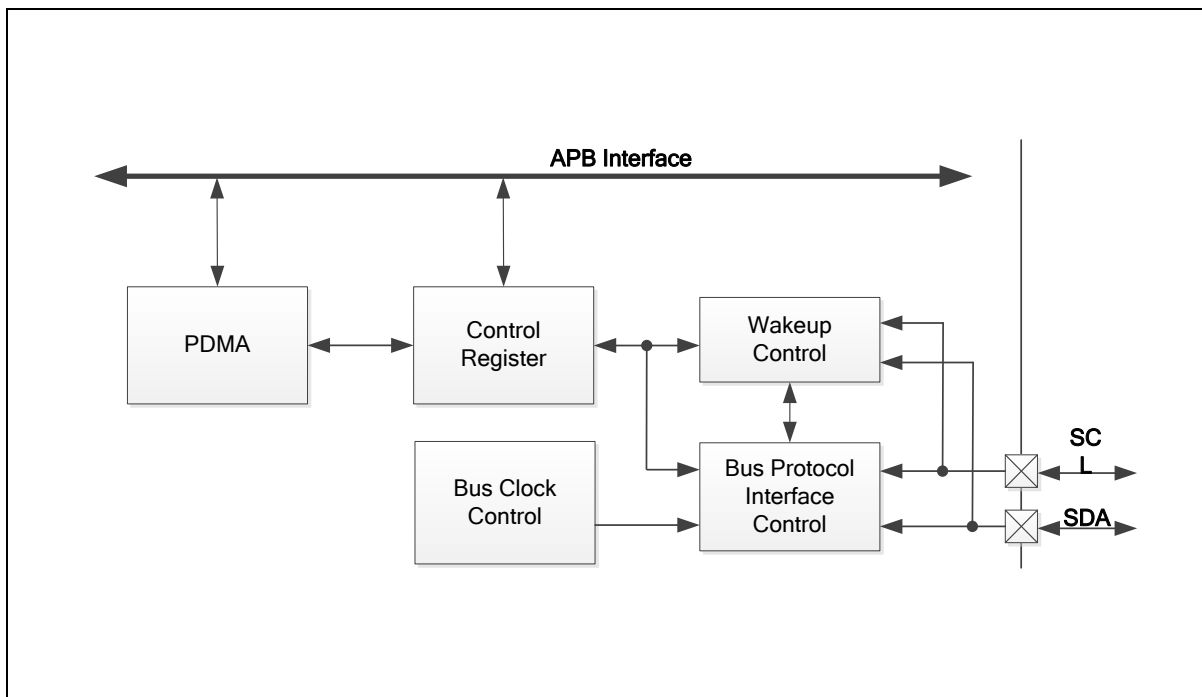 APB Interface
PDMA
Control
Register
Wakeup
Control
Bus Clock
Control
Bus Protocol
Interface
Control
SC
L
SDA